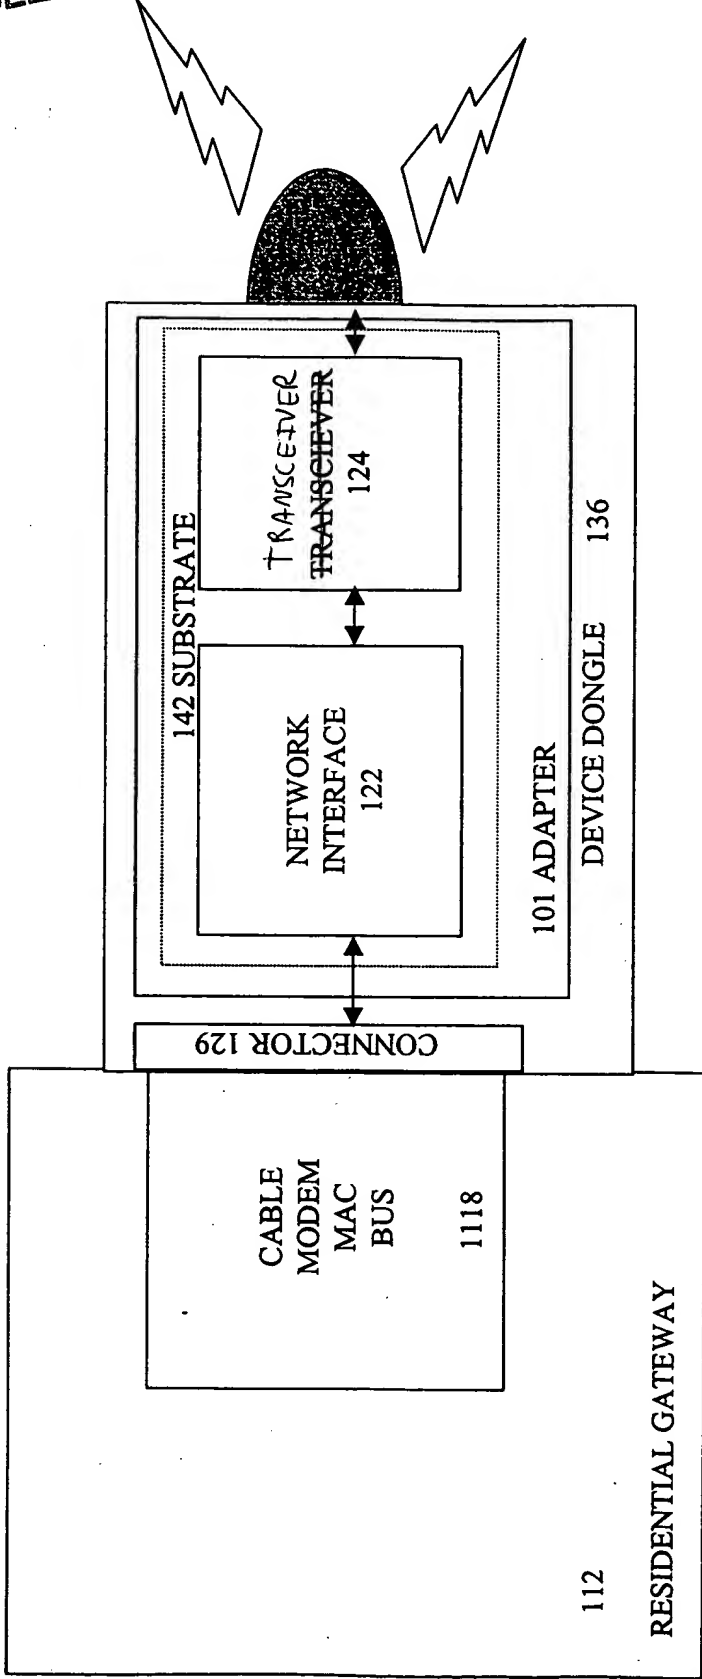 CABLE
MODEM
MAC
BUS
1118
112
RESIDENTIAL GATEWAY
CONNECTOR 129
142 SUBSTRATE
NETWORK
INTERFACE
122
TRANSCEIVER
TRANSCIEVER
124
101 ADAPTER
DEVICE DONGLE 136